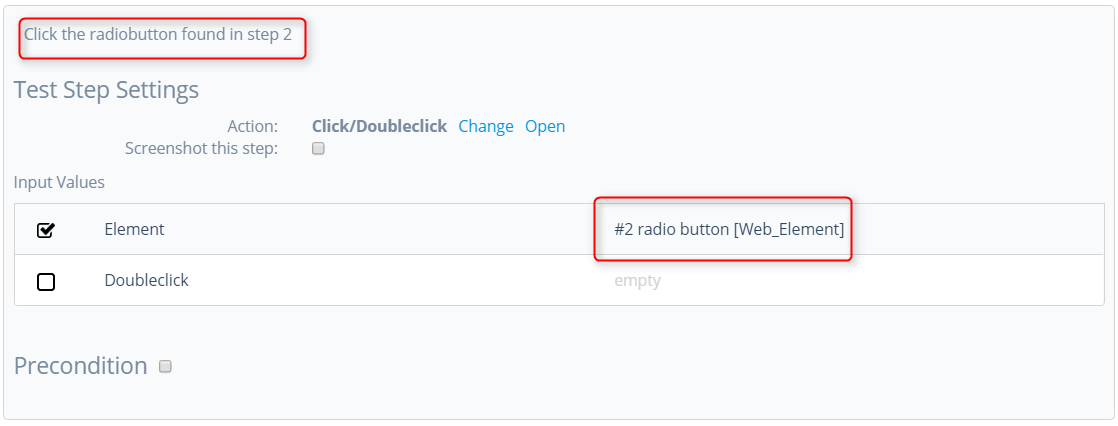 Click the radiobutton found in step 2
Test Step Settings
Action: Click/Doubleclick Change Open
Screenshot this step:
Input Values
Element #2 radio button [Web_Element]
Doubleclick empty
Precondition